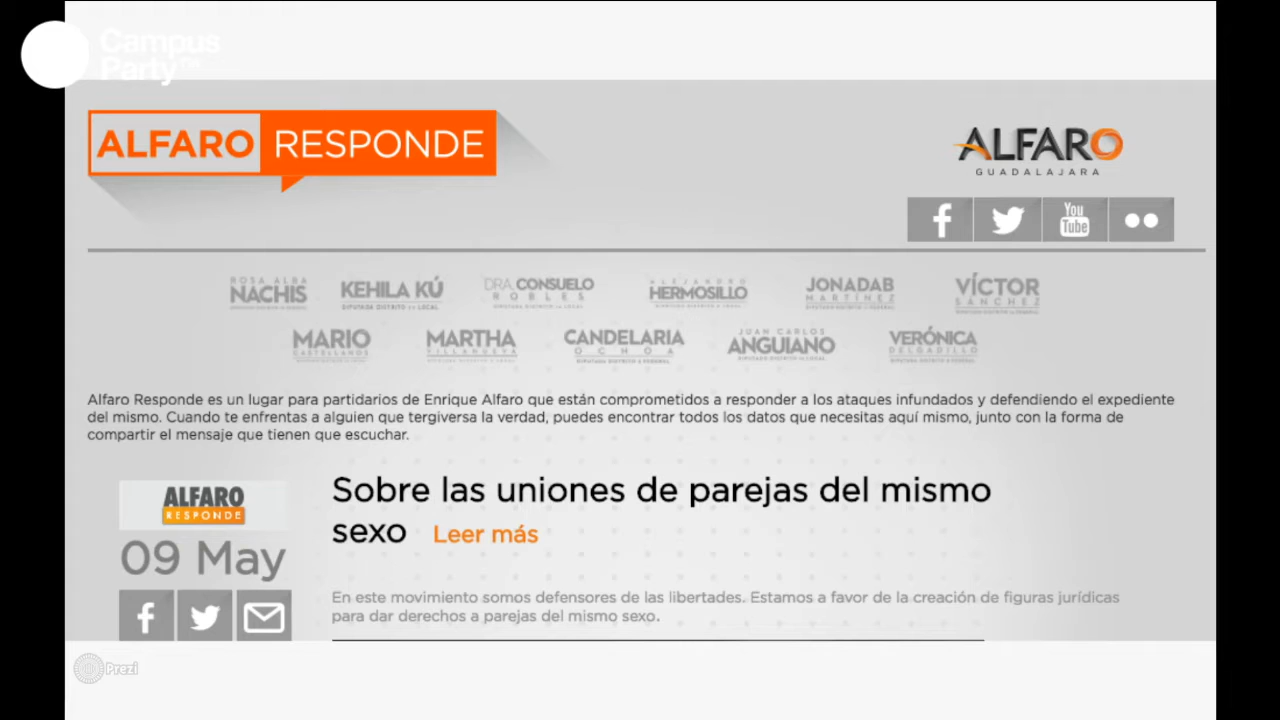 Campus
Party™
ALFARO RESPONDE
ALFARO
GUADALAJARA
You
Tube
ROSA ALBA
NACHIS
KEHILA KÚ
DRA. CONSUELO
ROBLES
ALEJANDRO
HERMOSILLO
JONADAB
MARTÍNEZ
VÍCTOR
SÁNCHEZ
MARIO
CASTELLANOS
MARTHA
VILLANUEVA
CANDELARIA
OCHOA
JUAN CARLOS
ANGUIANO
VERÓNICA
DELGADILLO
Alfaro Responde es un lugar para partidarios de Enrique Alfaro que están comprometidos a responder a los ataques infundados y defendiendo el expediente
del mismo. Cuando te enfrentas a alguien que tergiversa la verdad, puedes encontrar todos los datos que necesitas aquí mismo, junto con la forma de
compartir el mensaje que tienen que escuchar.
ALFARO
RESPONDE
09 May
Sobre las uniones de parejas del mismo
sexo Leer más
En este movimiento somos defensores de las libertades. Estamos a favor de la creación de figuras jurídicas
para dar derechos a parejas del mismo sexo.
Prezi